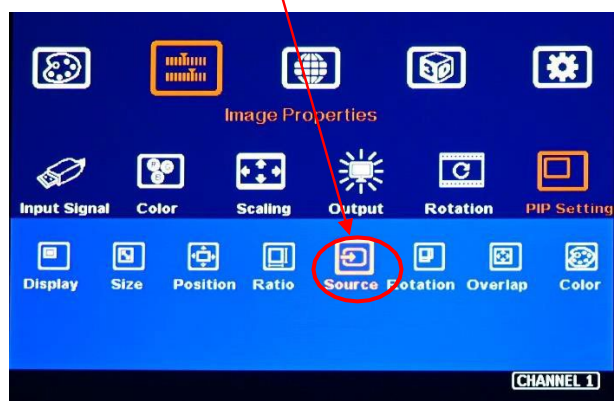 Image Properties
Input Signal Color Scaling Output Rotation PIP Setting
Display Size Position Ratio Source Rotation Overlap Color
CHANNEL 1